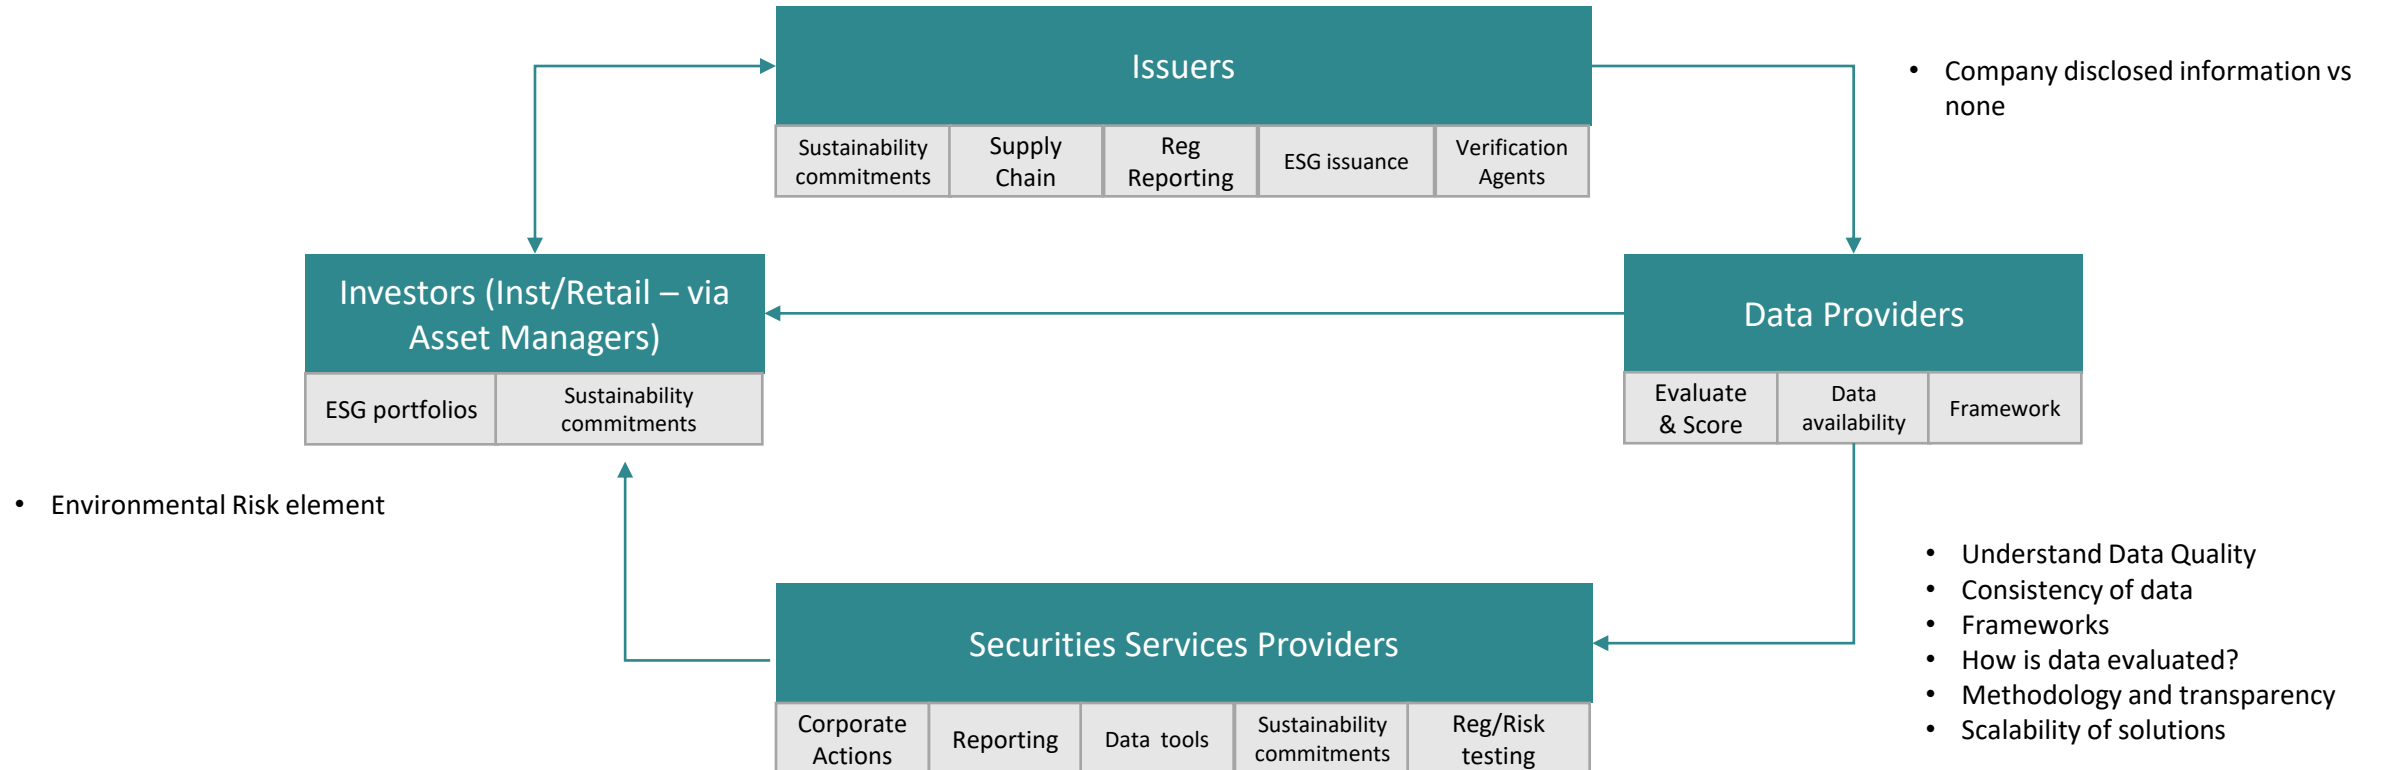 Issuers
Sustainability
commitments
Supply
Chain
Reg
Reporting
ESG issuance
Verification
Agents
• Company disclosed information vs
none
Investors (Inst/Retail – via
Asset Managers)
ESG portfolios
Sustainability
commitments
Data Providers
Evaluate
& Score
Data
availability
Framework
• Environmental Risk element
Securities Services Providers
Corporate
Actions
Reporting
Data tools
Sustainability
commitments
Reg/Risk
testing
• Understand Data Quality
• Consistency of data
• Frameworks
• How is data evaluated?
• Methodology and transparency
• Scalability of solutions